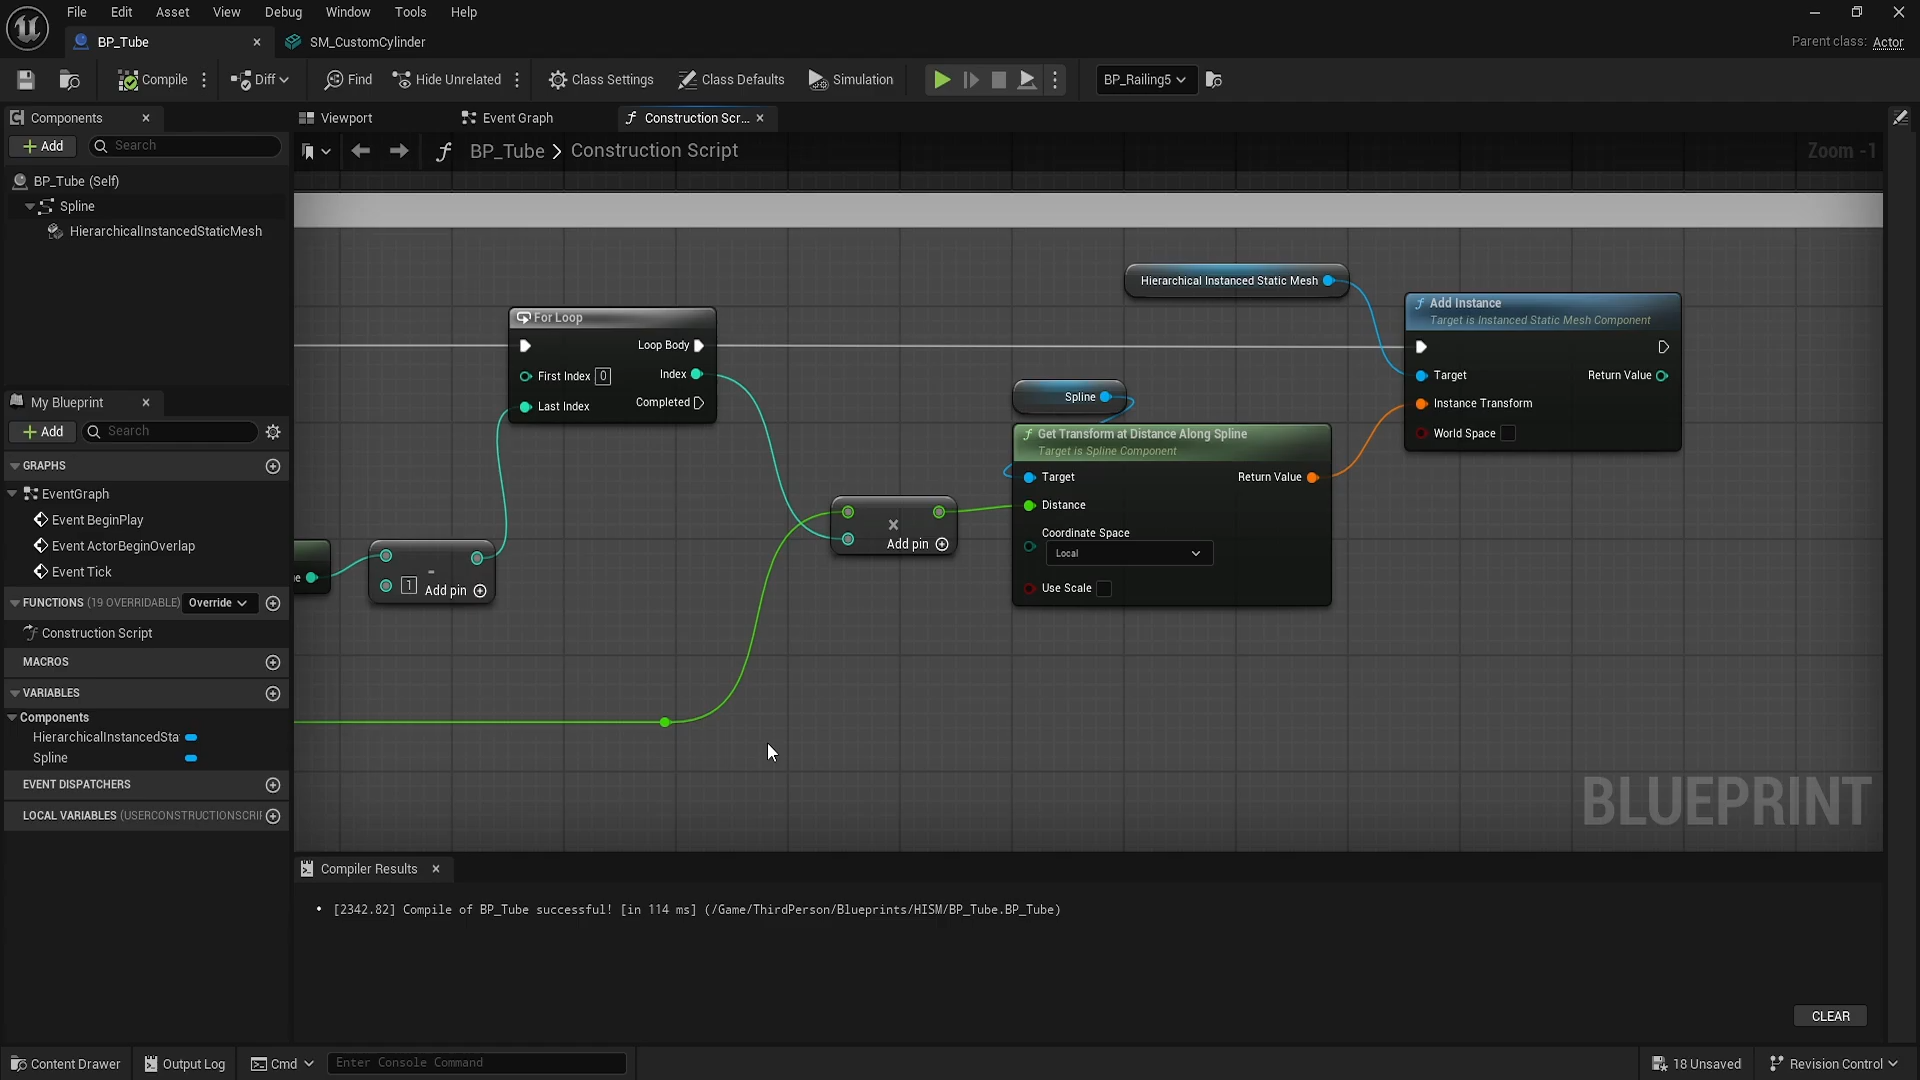 File Edit Asset View Debug Window Tools Help
BP_Tube
SM_CustomCylinder
Parent class: Actor
Compile
Diff
Find
Hide Unrelated
Class Settings
Class Defaults
Simulation
BP_Railing5
Components
Viewport
Event Graph
Construction Scr...
Add
Search
BP_Tube > Construction Script
Zoom -1
BP_Tube (Self)
Spline
HierarchicalInstancedStaticMesh
Hierarchical Instanced Static Mesh
Add Instance
Target is Instanced Static Mesh Component
Target
Return Value
Instance Transform
World Space
For Loop
Loop Body
First Index 0
Index
Last Index
Completed
Spline
Get Transform at Distance Along Spline
Target is Spline Component
Target
Return Value
Distance
Coordinate Space
Local
Use Scale
Add pin
e
1
Add pin
My Blueprint
Add
Search
GRAPHS
EventGraph
Event BeginPlay
Event ActorBeginOverlap
Event Tick
FUNCTIONS (19 OVERRIDABLE) Override
Construction Script
MACROS
VARIABLES
Components
HierarchicalInstancedSta
Spline
EVENT DISPATCHERS
LOCAL VARIABLES (USERCONSTRUCTIONSCRI
BLUEPRINT
Compiler Results
[2342.82] Compile of BP_Tube successful! [in 114 ms] (/Game/ThirdPerson/Blueprints/HISM/BP_Tube.BP_Tube)
CLEAR
Content Drawer
Output Log
Cmd
Enter Console Command
18 Unsaved
Revision Control